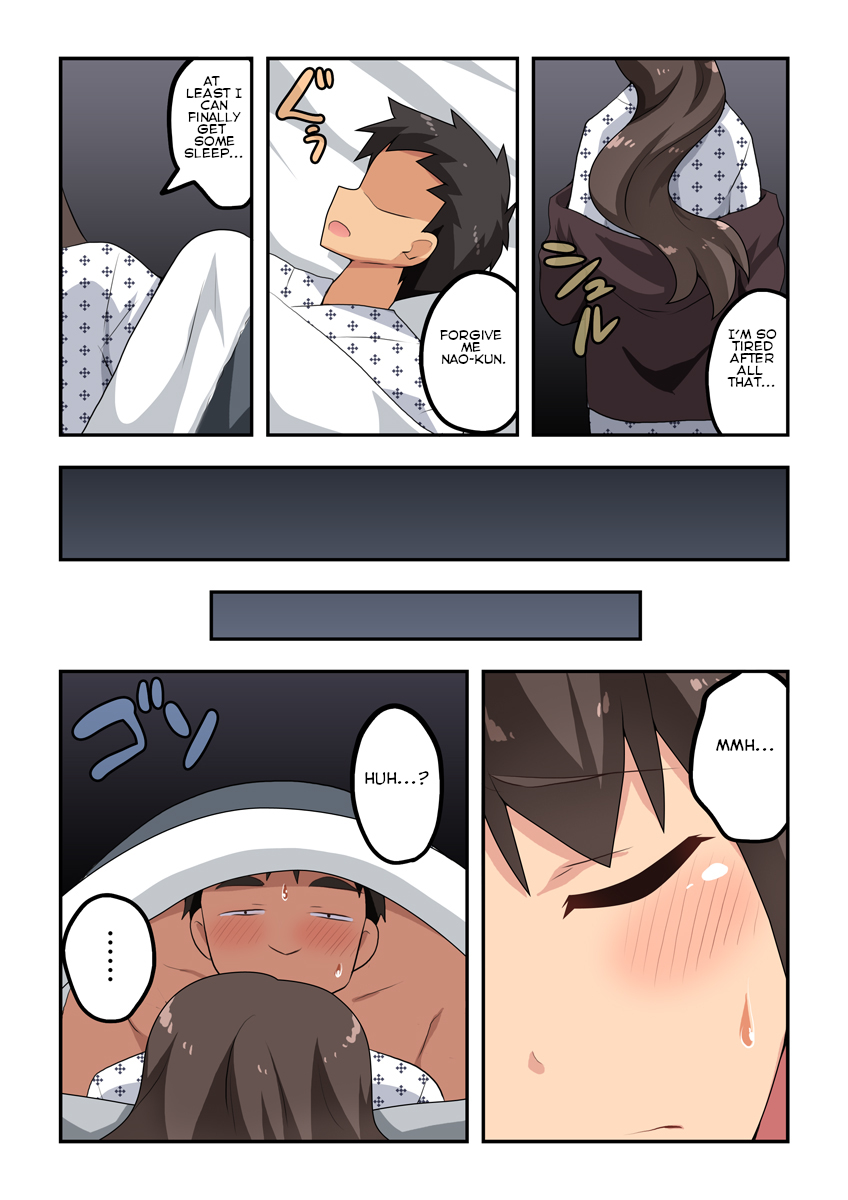 I'M SO
TIRED
AFTER
ALL
THAT...
ジュル
ぐぅ
FORGIVE
ME
NAO-KUN.
AT
LEAST I
CAN
FINALLY
GET
SOME
SLEEP...
MMH...
HUH...?
ゴソ
......